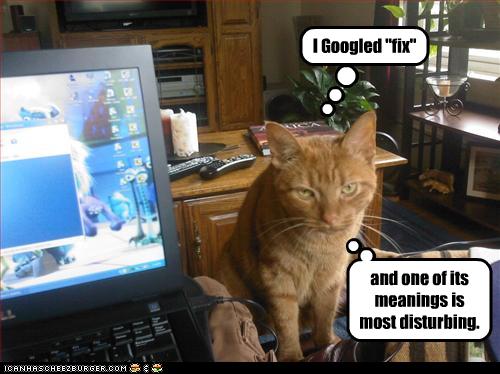 I Googled "fix"
and one of its
meanings is
most disturbing.
ICANHASCHEEZBURGER.COM